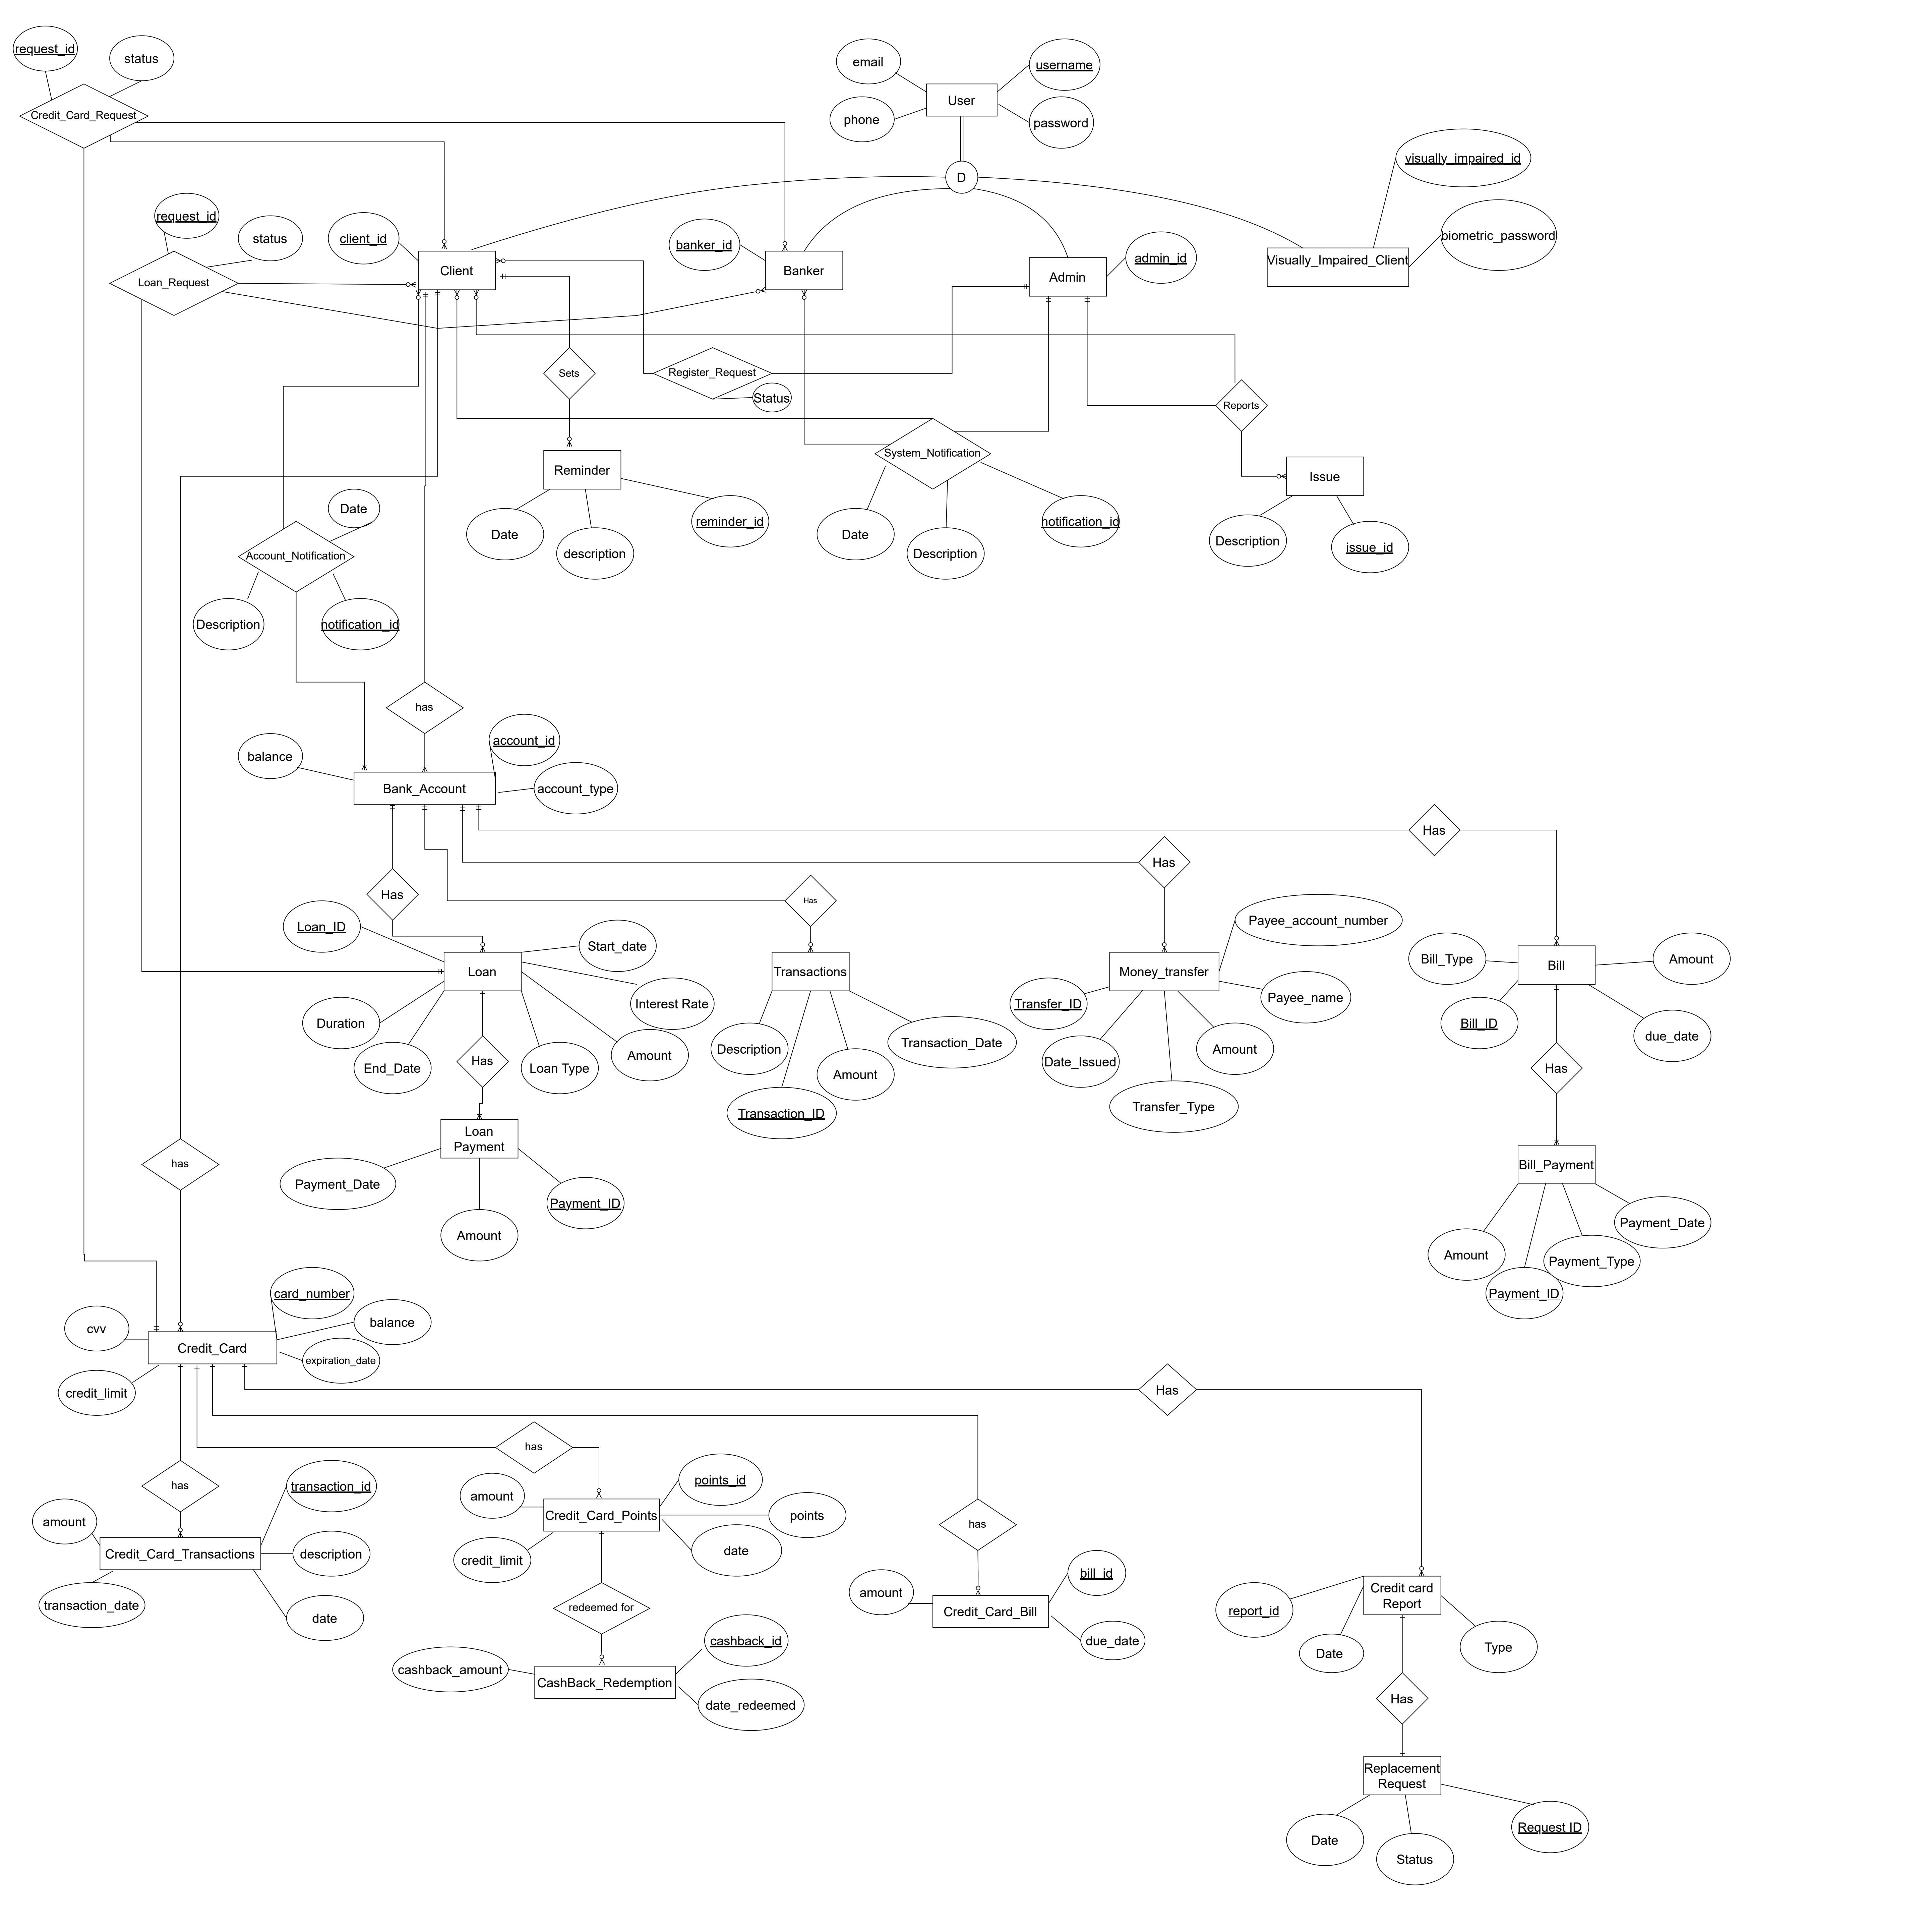 request_id
status
Credit_Card_Request
email
username
User
phone
password
D
visually_impaired_id
biometric_password
request_id
status
client_id
banker_id
admin_id
Loan_Request
Client
Banker
Admin
Visually_Impaired_Client
Sets
Register_Request
Status
Reports
System_Notification
Reminder
Issue
Date
Date
description
reminder_id
Date
Description
notification_id
Description
issue_id
Account_Notification
Description
notification_id
has
account_id
balance
Bank_Account
account_type
Has
Has
Has
Has
Loan_ID
Start_date
Payee_account_number
Loan
Transactions
Money_transfer
Bill_Type
Bill
Amount
Interest Rate
Transfer_ID
Payee_name
Duration
Bill_ID
due_date
End_Date
Has
Loan Type
Amount
Description
Transaction_Date
Amount
Transaction_ID
Date_Issued
Amount
Transfer_Type
Has
Loan
Payment
Payment_Date
Payment_ID
Amount
has
Bill_Payment
Amount
Payment_Date
Payment_Type
Payment_ID
card_number
cvv
balance
Credit_Card
expiration_date
credit_limit
Has
has
has
transaction_id
amount
points_id
amount
Credit_Card_Points
points
has
Credit_Card_Transactions
description
credit_limit
date
transaction_date
date
redeemed for
amount
bill_id
Credit_Card_Bill
due_date
cashback_id
cashback_amount
CashBack_Redemption
date_redeemed
Credit card
Report
report_id
Date
Type
Has
Replacement
Request
Date
Status
Request ID